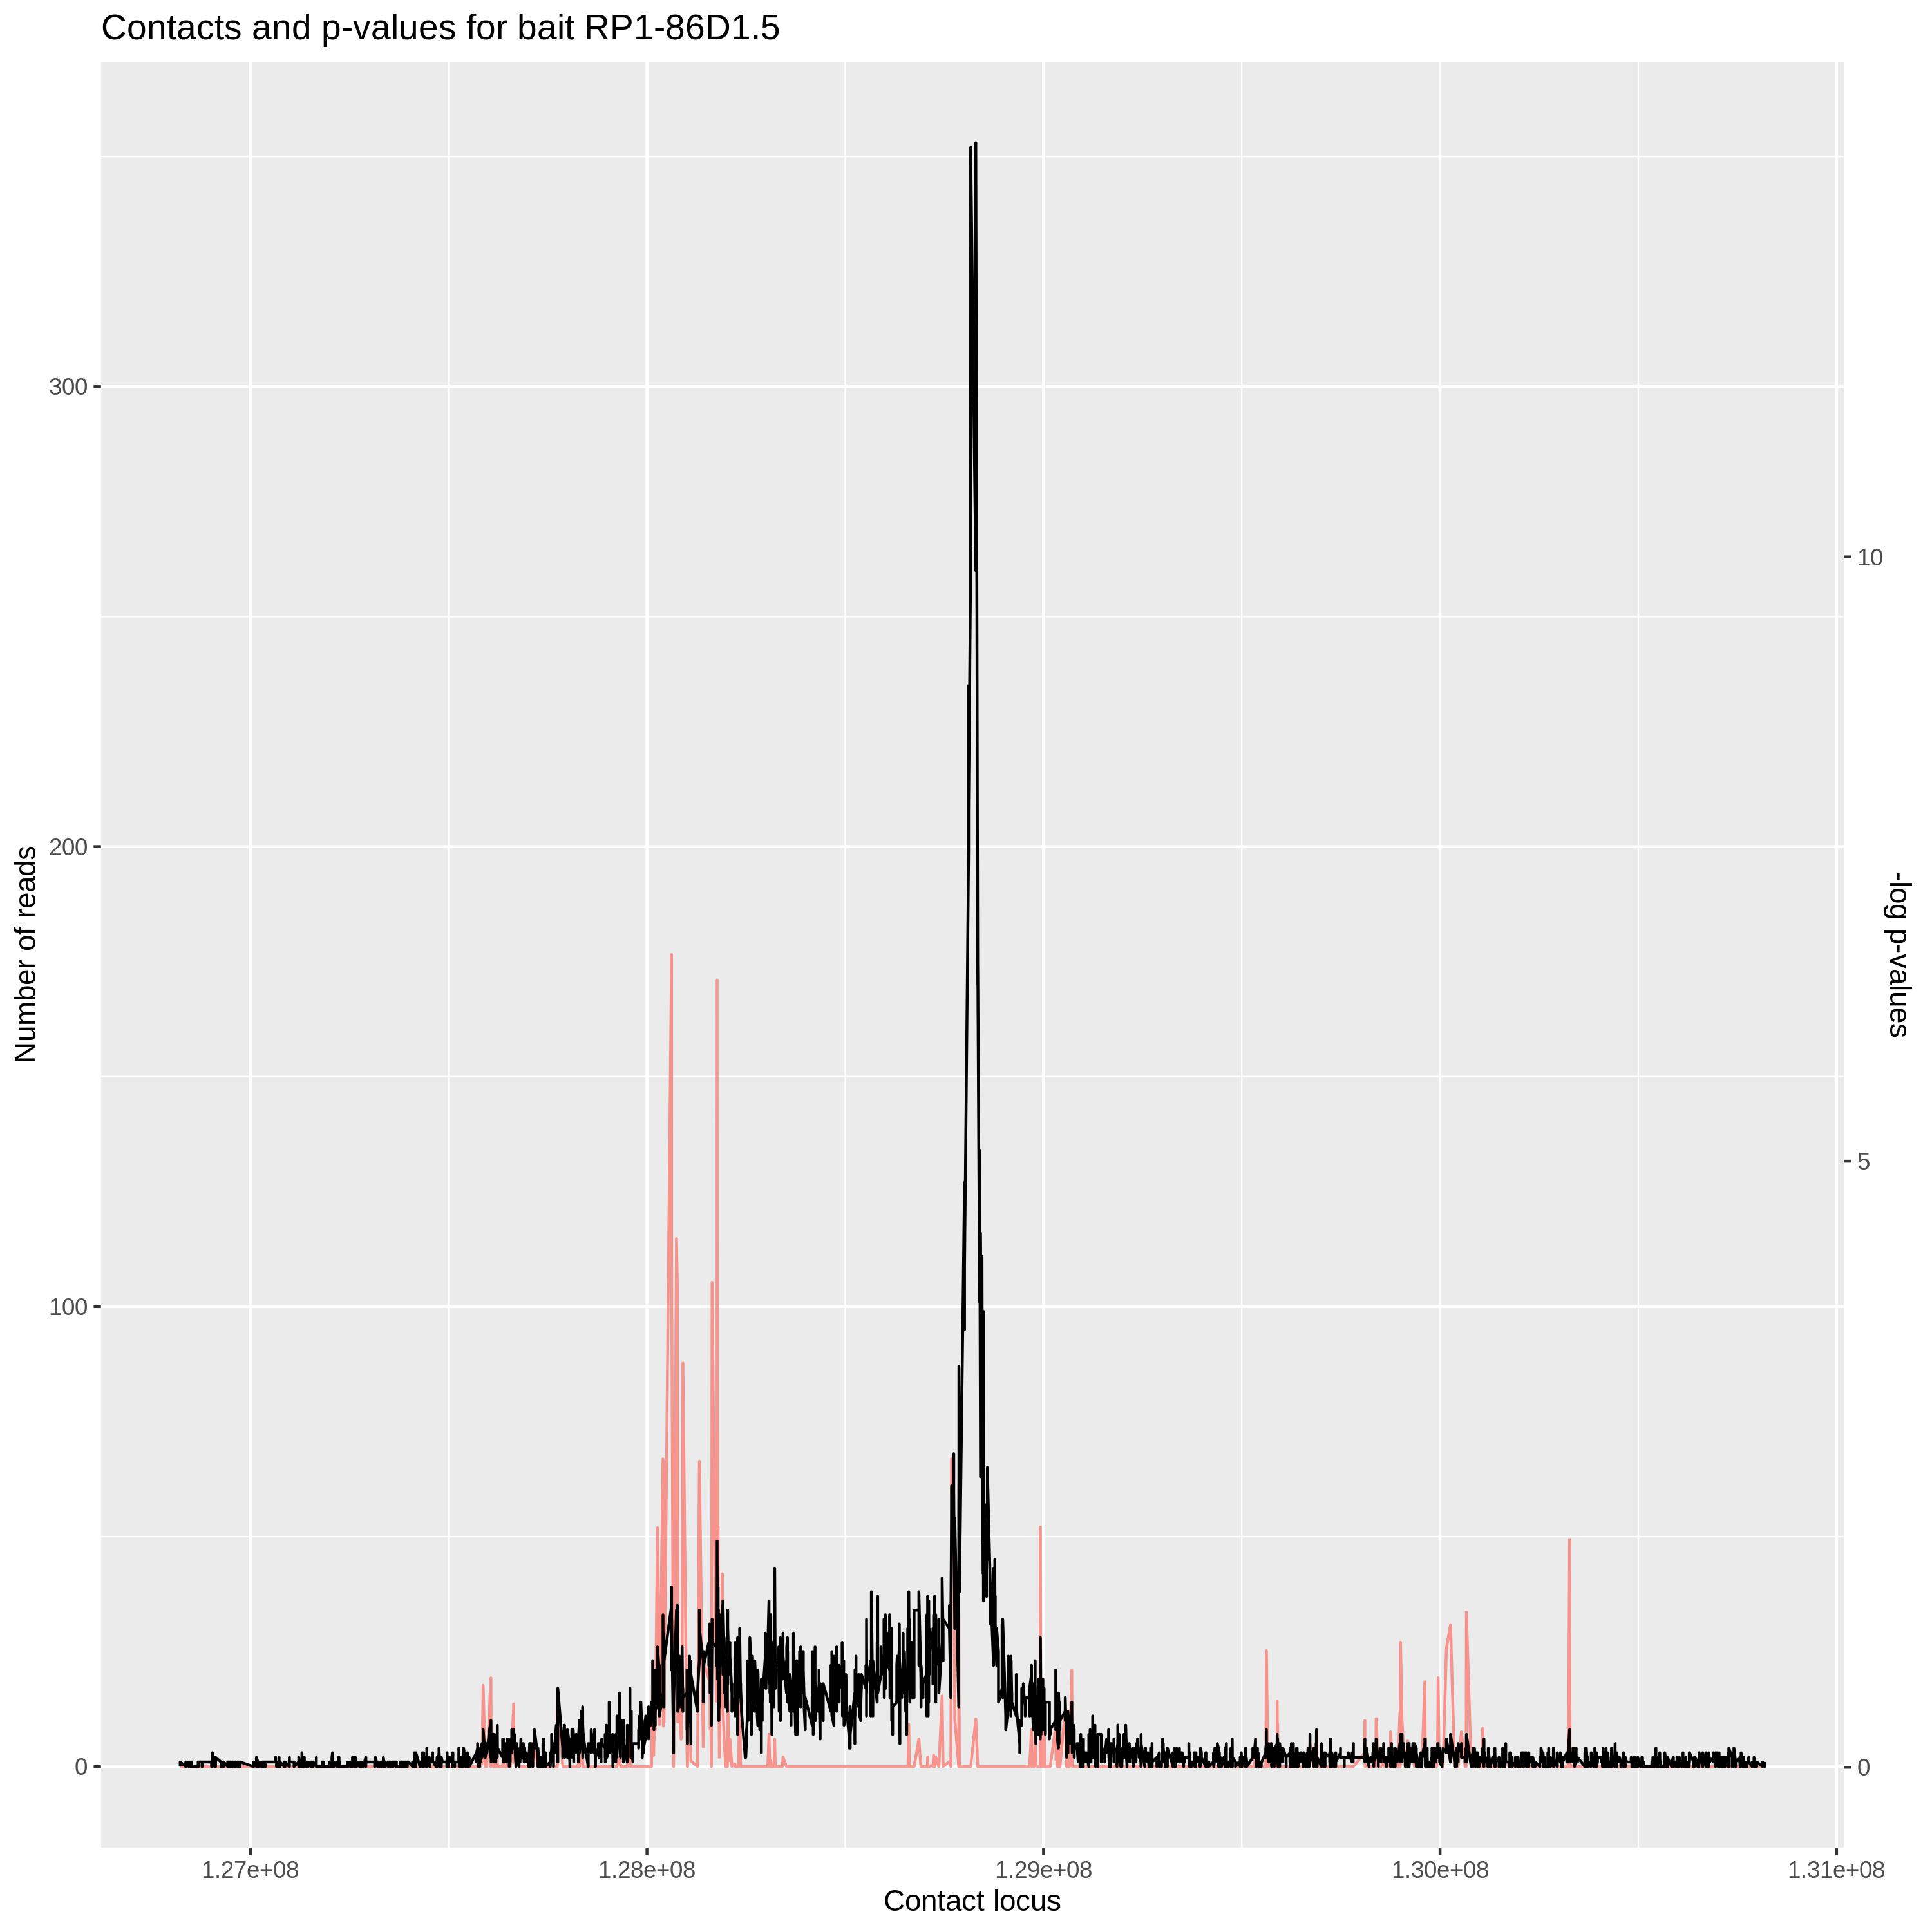 Contacts and p-values for bait RP1-86D1.5
300
200
100
0
Number of reads
10
5
0
-log p-values
1.27e+08
1.28e+08
1.29e+08
1.30e+08
1.31e+08
Contact locus